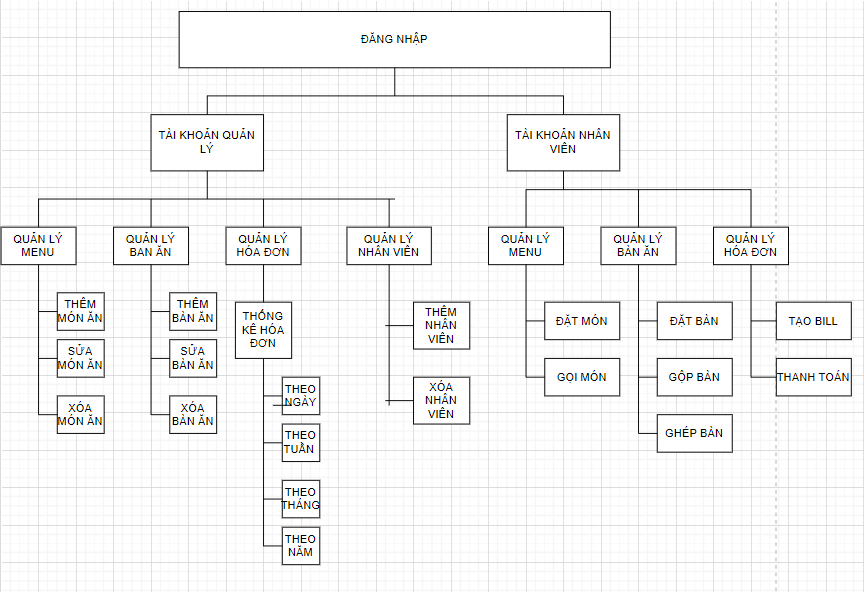 ĐĂNG NHẬP
TÀI KHOẢN QUẢN
LÝ
TÀI KHOẢN NHÂN
VIÊN
QUẢN LÝ
MENU
QUẢN LÝ
BAN ĂN
QUẢN LÝ
HÓA ĐƠN
QUẢN LÝ
NHÂN VIÊN
QUẢN LÝ
MENU
QUẢN LÝ
BÀN ĂN
QUẢN LÝ
HÓA ĐƠN
THÊM
MÓN ĂN
SỬA
MÓN ĂN
XÓA
MÓN ĂN
THÊM
BÀN ĂN
SỬA
BÀN ĂN
XÓA
BÀN ĂN
THỐNG
KÊ HÓA
ĐƠN
THEO
NGÀY
THEO
TUẦN
THEO
THÁNG
THEO
NĂM
THÊM
NHÂN
VIÊN
XÓA
NHÂN
VIÊN
ĐẶT MÓN
GỌI MÓN
ĐẶT BÀN
GỘP BÀN
GHÉP BÀN
TẠO BILL
THANH TOÁN